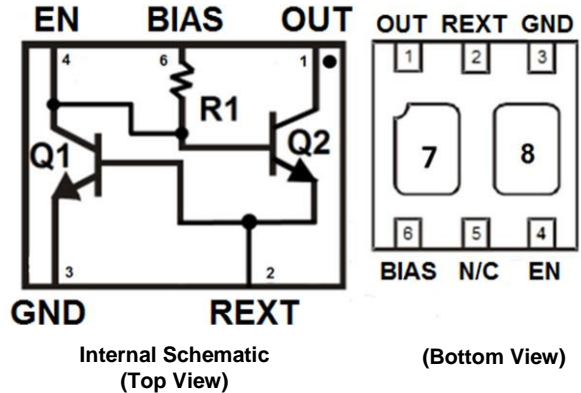 EN BIAS OUT
4 6 1
R1
Q1 Q2
3 2
GND REXT
Internal Schematic
(Top View)
OUT REXT GND
1 2 3
7 8
6 5 4
BIAS N/C EN
(Bottom View)